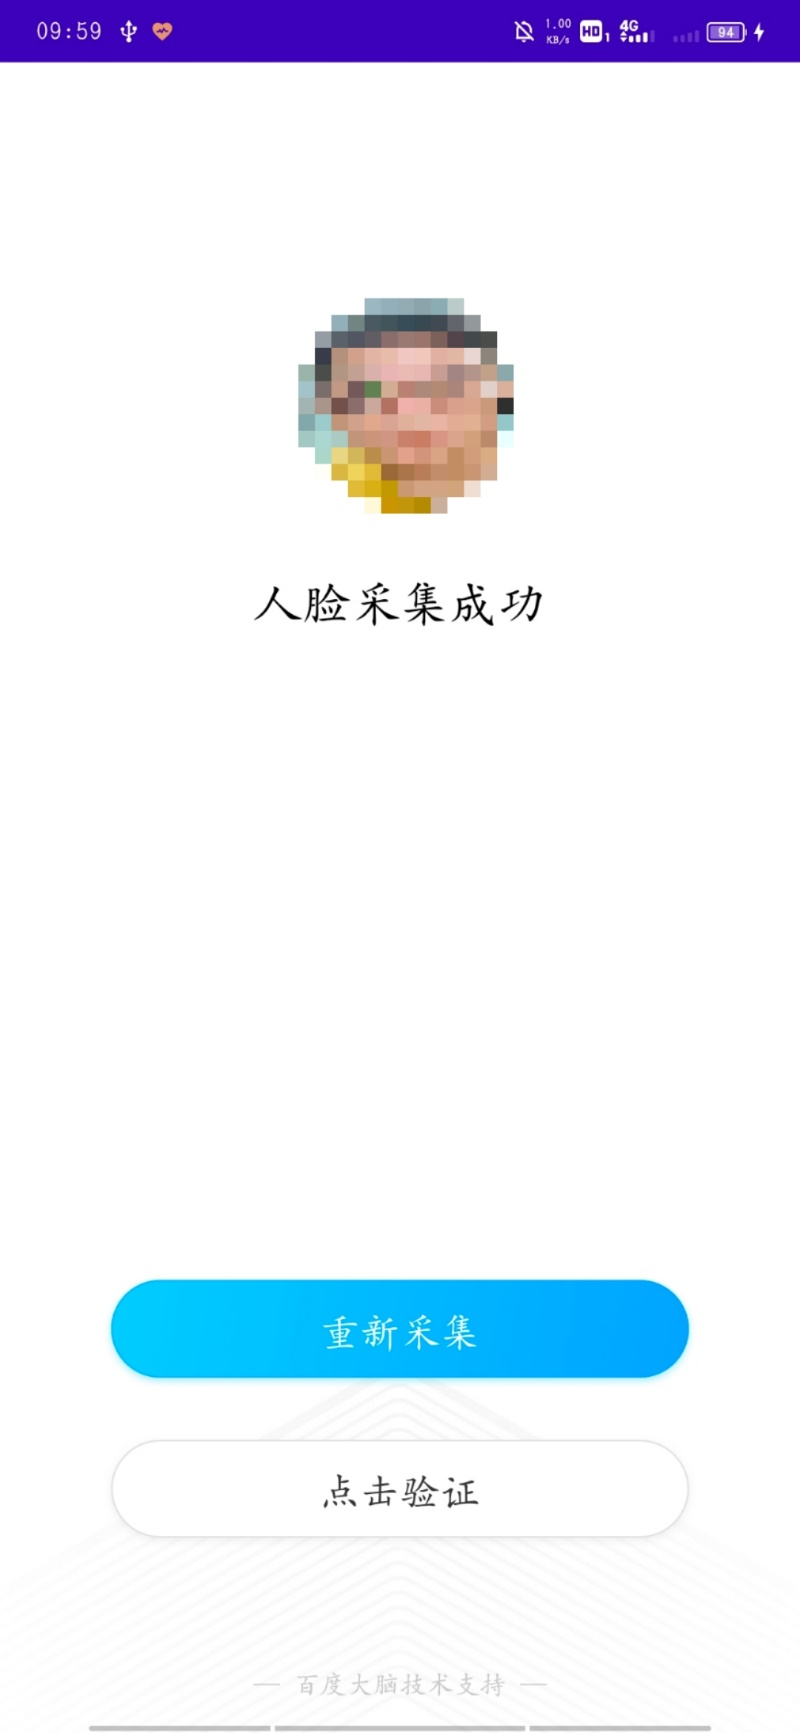 09:59
1.00 KB/s HD 1 4G 94
人脸采集成功
重新采集
点击验证
— 百度大脑技术支持 —